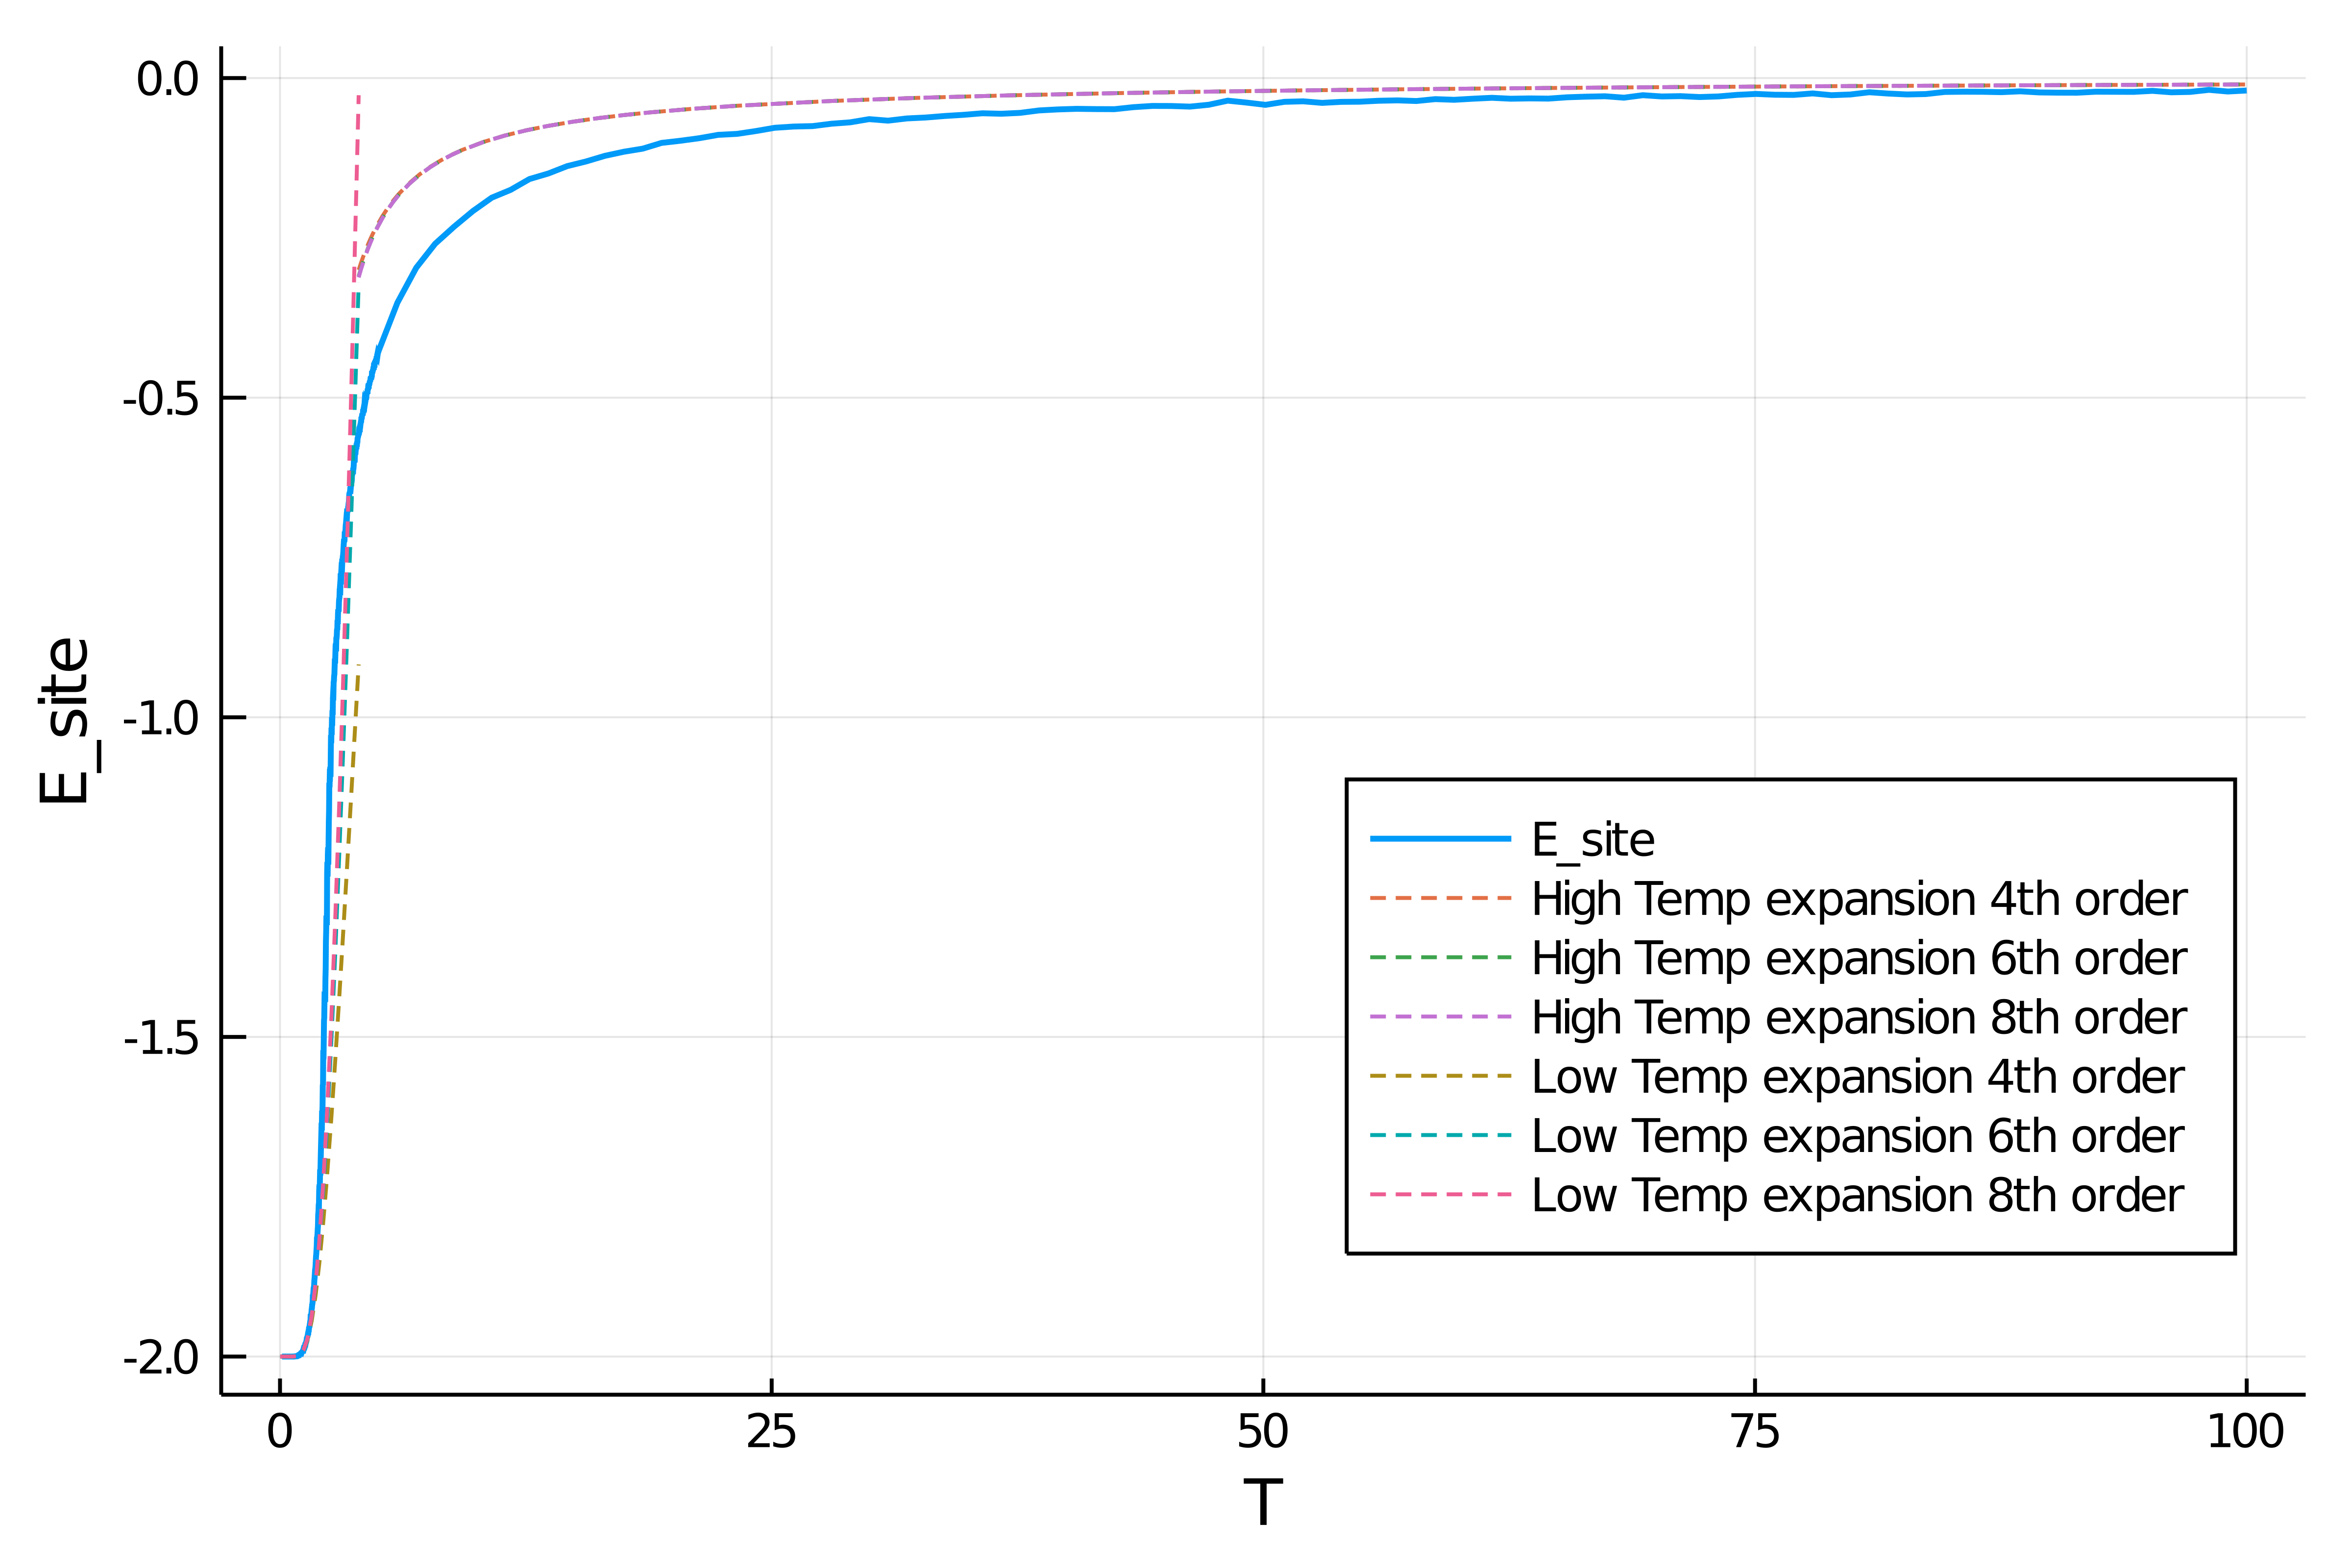 0.0
-0.5
-1.0
-1.5
-2.0
E_site
0 25 50 75 100
T
E_site
High Temp expansion 4th order
High Temp expansion 6th order
High Temp expansion 8th order
Low Temp expansion 4th order
Low Temp expansion 6th order
Low Temp expansion 8th order